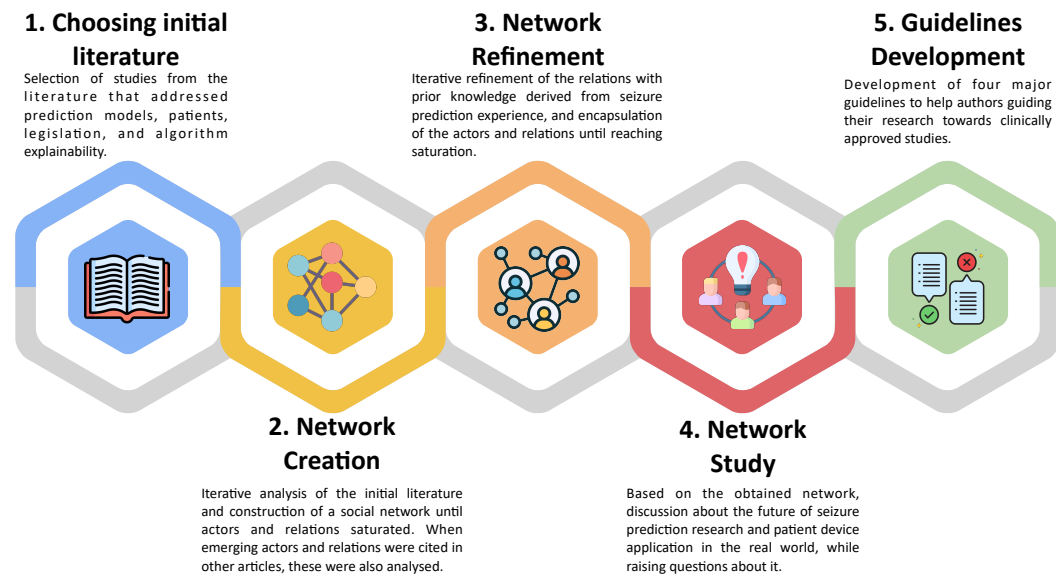 1. Choosing initial
literature
Selection of studies from the
literature that addressed
prediction models, patients,
legislation, and algorithm
explainability.
2. Network
Creation
Iterative analysis of the initial literature
and construction of a social network until
actors and relations saturated. When
emerging actors and relations were cited in
other articles, these were also analysed.
3. Network
Refinement
Iterative refinement of the relations with
prior knowledge derived from seizure
prediction experience, and encapsulation
of the actors and relations until reaching
saturation.
4. Network
Study
Based on the obtained network,
discussion about the future of seizure
prediction research and patient device
application in the real world, while
raising questions about it.
5. Guidelines
Development
Development of four major
guidelines to help authors guiding
their research towards clinically
approved studies.